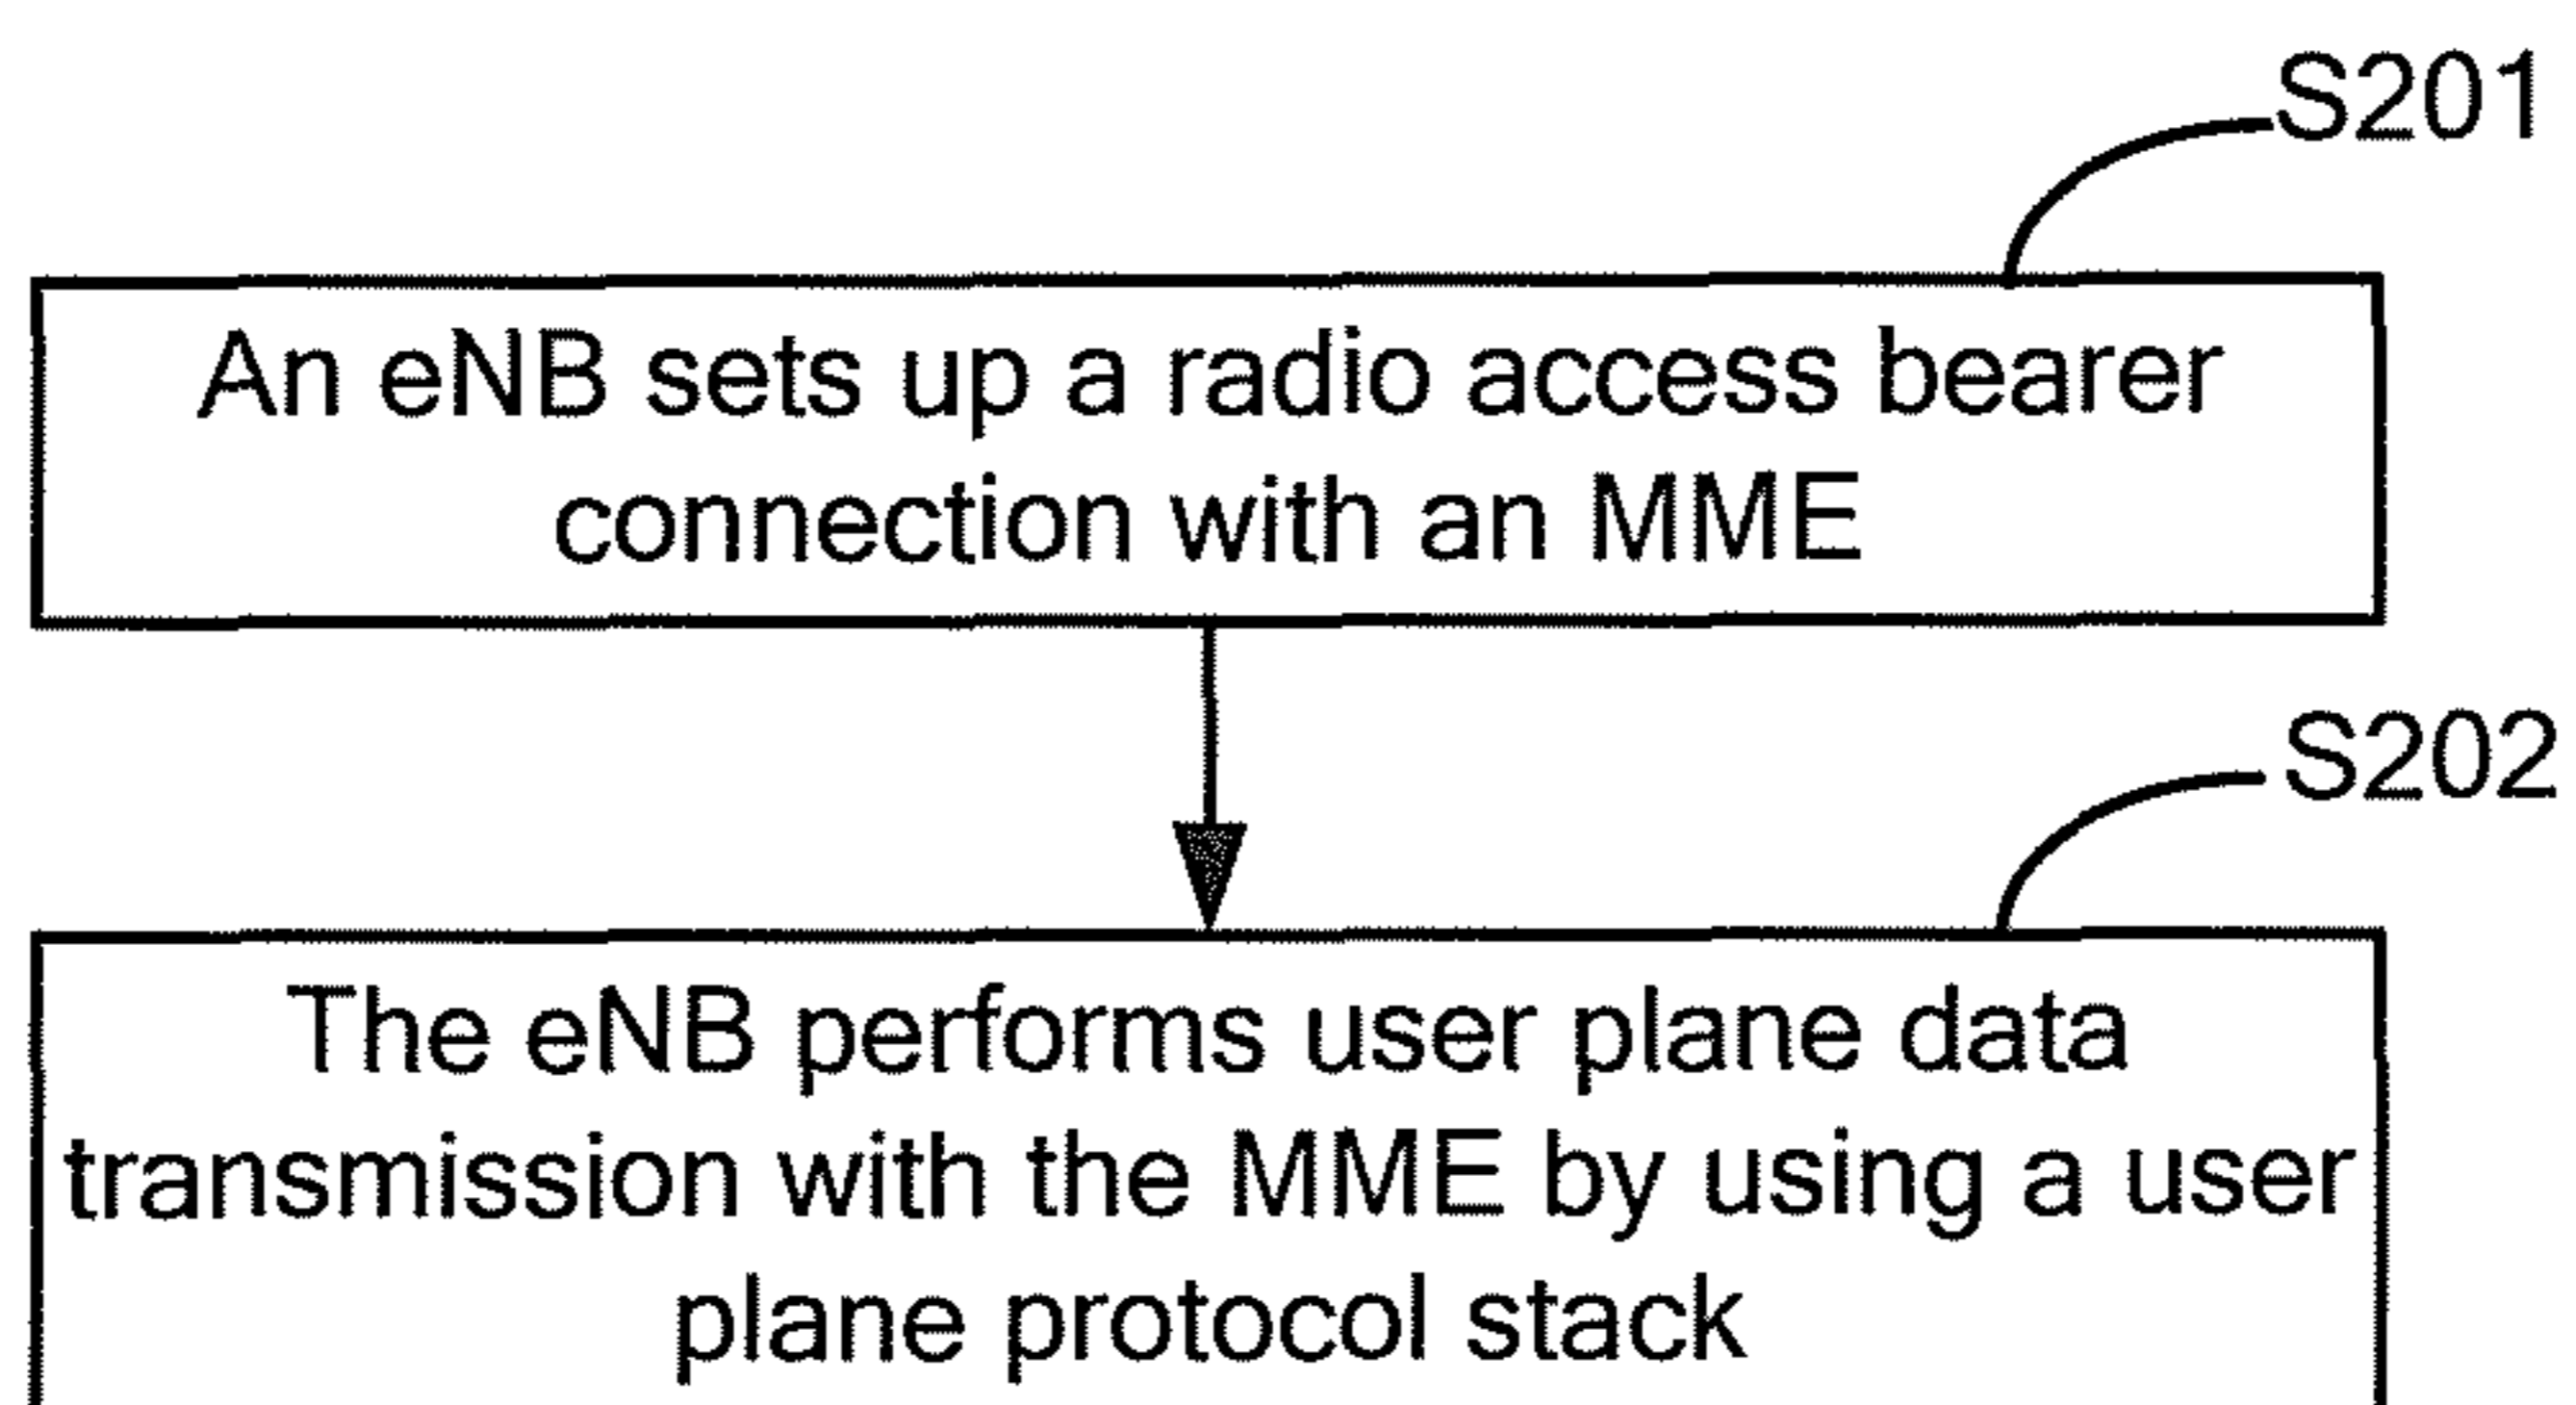 S201
An eNB sets up a radio access bearer
connection with an MME
S202
The eNB performs user plane data
transmission with the MME by using a user
plane protocol stack